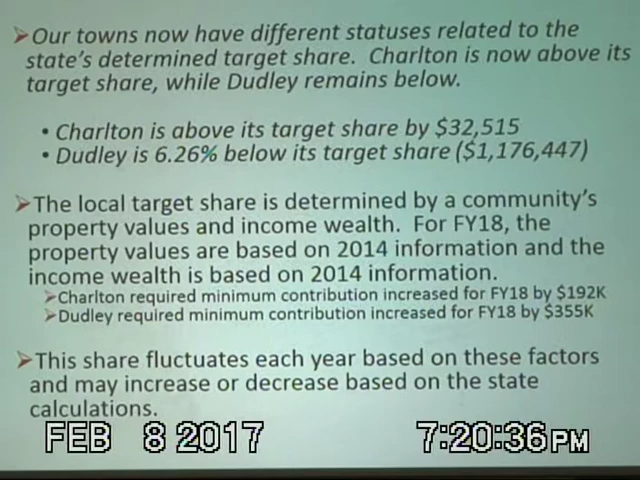 ➢Our towns now have different statuses related to the
state's determined target share.  Charlton is now above its
target share, while Dudley remains below.
• Charlton is above its target share by $32,515
• Dudley is 6.26% below its target share ($1,176,447)
➢The local target share is determined by a community's
property values and income wealth.  For FY18, the
property values are based on 2014 information and the
income wealth is based on 2014 information.
➢Charlton required minimum contribution increased for FY18 by $192K
➢Dudley required minimum contribution increased for FY18 by $355K
➢This share fluctuates each year based on these factors
and may increase or decrease based on the state
calculations.
FEB 8 2017 7:20:36 PM